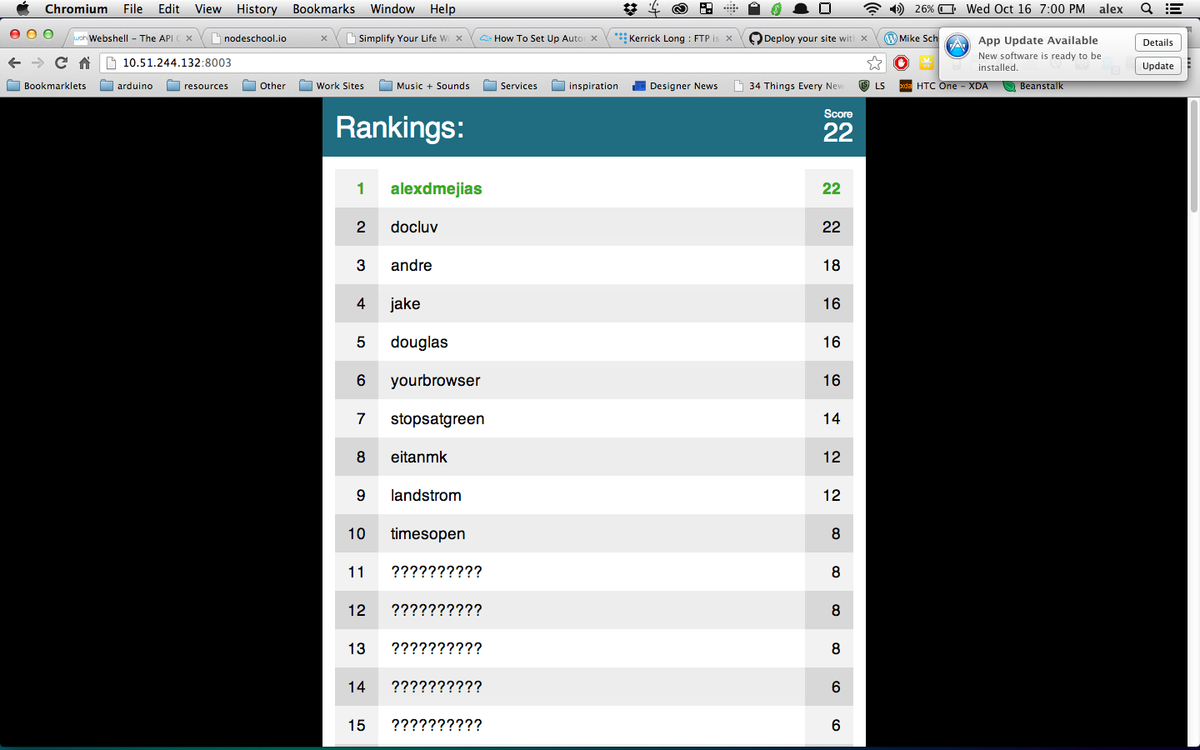 Chromium File Edit View History Bookmarks Window Help 26% Wed Oct 16 7:00 PM alex
Webshell - The API nodeschool.io Simplify Your Life Wi How To Set Up Auto Kerrick Long : FTP is Deploy your site with Mike Sch
App Update Available
New software is ready to be
installed.
Details
Update
10.51.244.132:8003
Bookmarklets arduino resources Other Work Sites Music + Sounds Services inspiration Designer News 34 Things Every New LS HTC One - XDA Beanstalk
Rankings:
Score
22
1 alexdmejias 22
2 docluv 22
3 andre 18
4 jake 16
5 douglas 16
6 yourbrowser 16
7 stopsatgreen 14
8 eitanmk 12
9 landstrom 12
10 timesopen 8
11 ?????????? 8
12 ?????????? 8
13 ?????????? 8
14 ?????????? 6
15 ?????????? 6